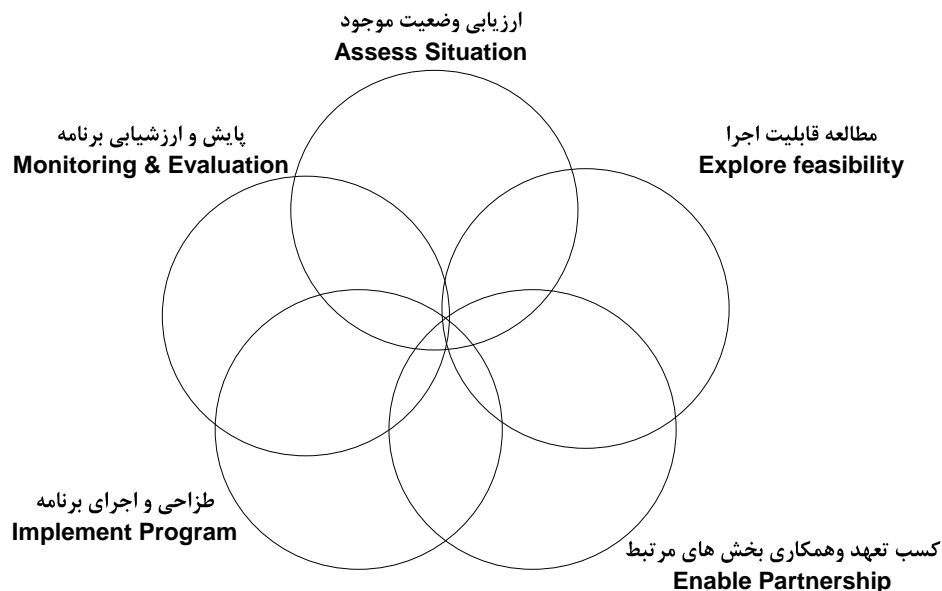 ارزیابی وضعیت موجود
Assess Situation
مطالعه قابلیت اجرا
Explore feasibility
کسب تعهد وهمکاری بخش های مرتبط
Enable Partnership
طزاحی و اجرای برنامه
Implement Program
پایش و ارزشیابی برنامه
Monitoring & Evaluation